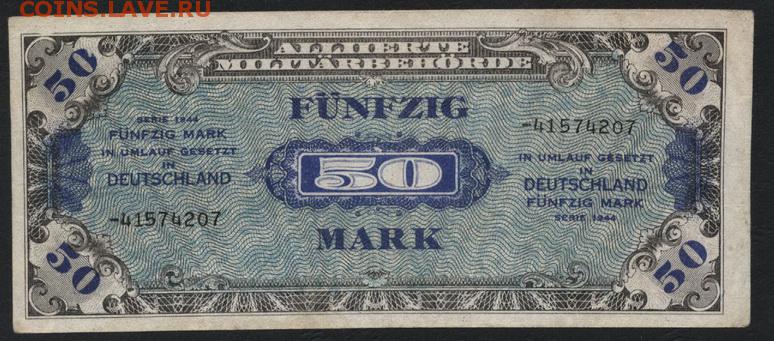 COINS.LAVE.РУ
ALLIIERTE
MILITÄRBEHÖRDE
50
50
FÜNFZIG
SERIE 1944
FÜNFZIG MARK
IN UMLAUF GESETZT
IN
DEUTSCHLAND
-41574207
50
-41574207
IN UMLAUF GESETZT
IN
DEUTSCHLAND
FÜNFZIG MARK
SERIE 1944
MARK
50
50